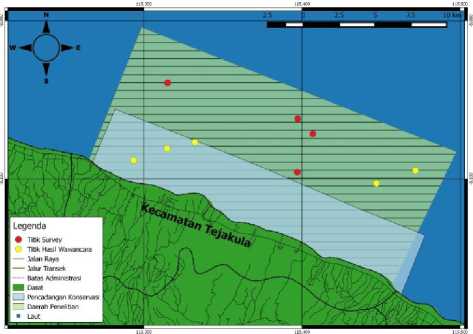 115.300 115.400 115.500
2.5 0 2.5 5 7.5 10 km
N
W E
S
Kecamatan Tejakula
Legenda
Titik Survey
Titik Hasil Wawancara
Jalan Raya
Jalur Transek
Batas Administrasi
Darat
Pencadangan Konservasi
Daerah Penelitian
Laut
115.300 115.400 115.500